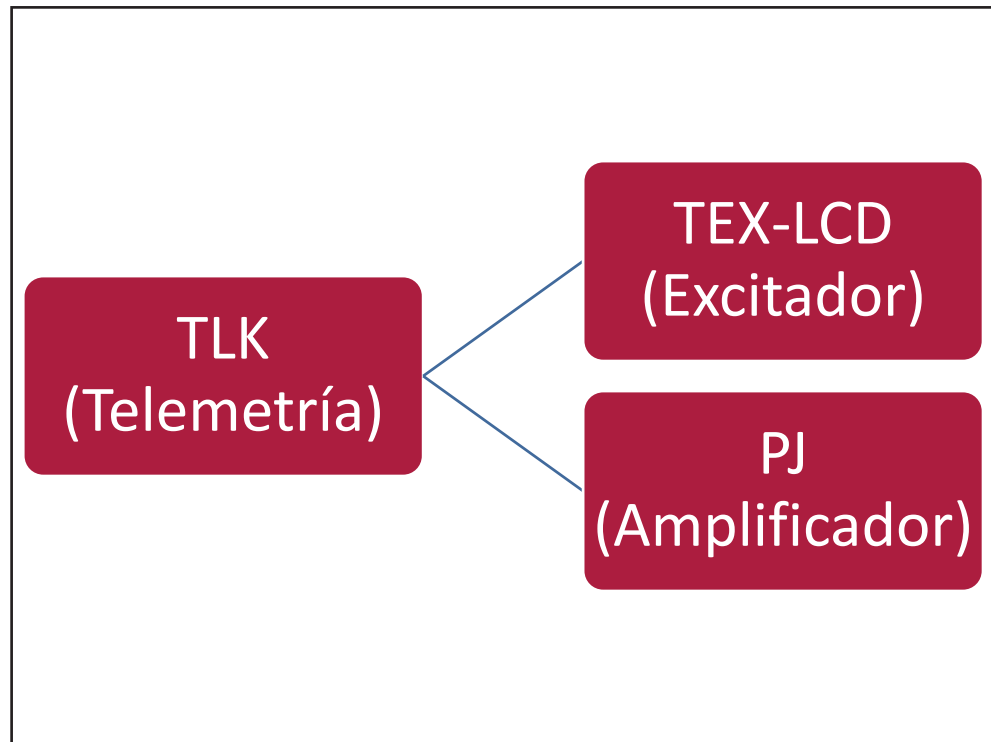 TLK
(Telemetría)
TEX-LCD
(Excitador)
PJ
(Amplificador)